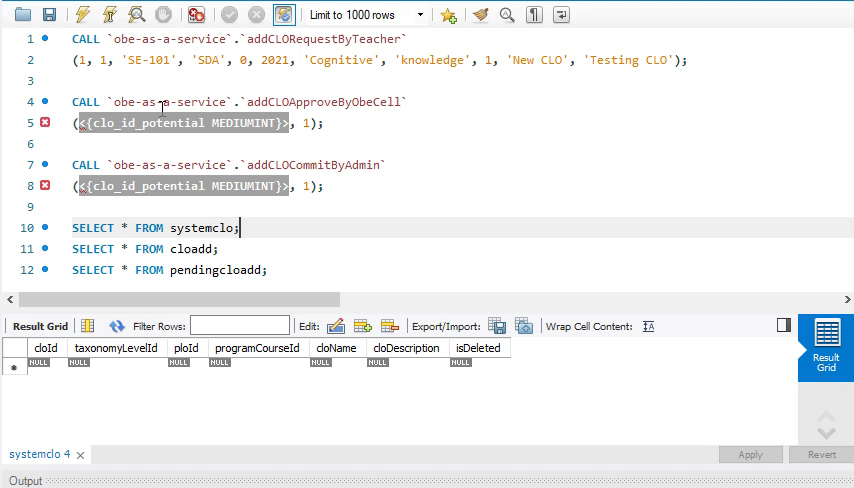 Limit to 1000 rows
1 CALL `obe-as-a-service`.`addCLORequestByTeacher`
2 (1, 1, 'SE-101', 'SDA', 0, 2021, 'Cognitive', 'knowledge', 1, 'New CLO', 'Testing CLO');
3
4 CALL `obe-as-a-service`.`addCLOApproveByObeCell`
5 (<{clo_id_potential MEDIUMINT}>, 1);
6
7 CALL `obe-as-a-service`.`addCLOCommitByAdmin`
8 (<{clo_id_potential MEDIUMINT}>, 1);
9
10 SELECT * FROM systemclo;
11 SELECT * FROM cloadd;
12 SELECT * FROM pendingcloadd;
Result Grid Filter Rows: Edit: Export/Import: Wrap Cell Content: IA
cloId taxonomyLevelId ploId programCourseId cloName cloDescription isDeleted
NULL NULL NULL NULL NULL NULL NULL
Result
Grid
systemclo 4 Apply Revert
Output